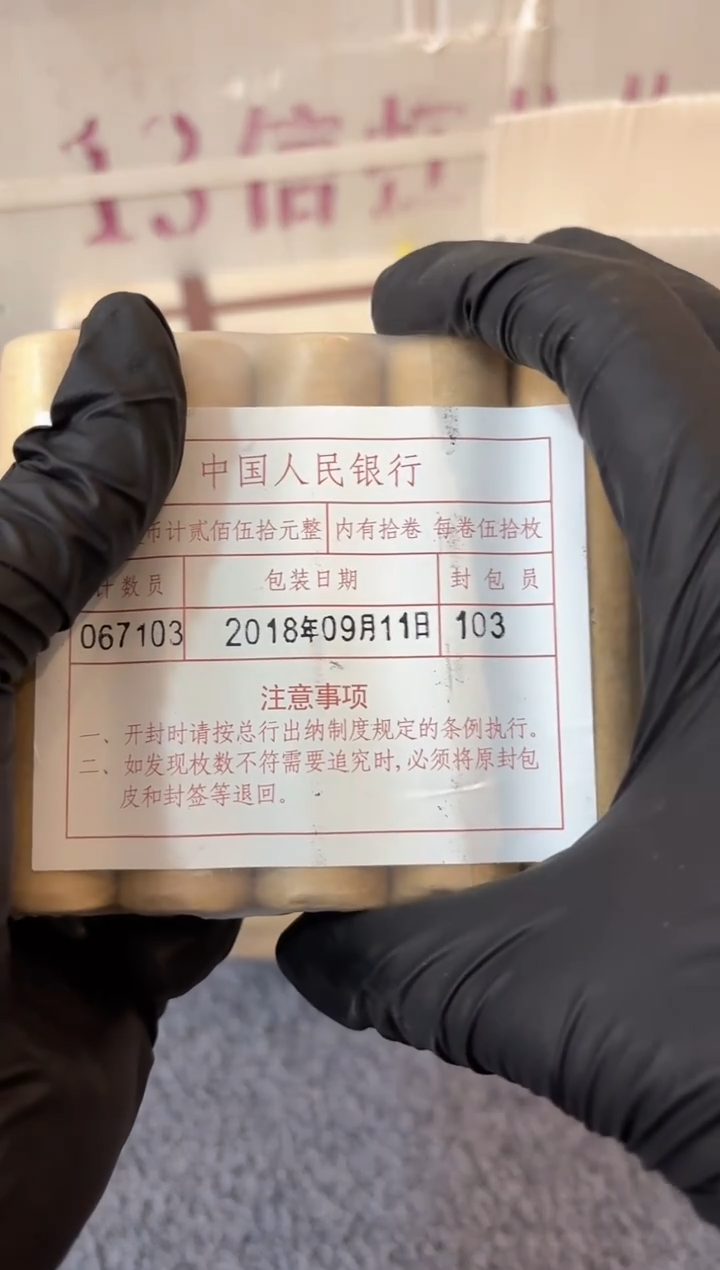 13信
中国人民银行
币计贰佰伍拾元整 内有拾卷 每卷伍拾枚
计数员 包装日期 封包员
067103 2018年09月11日 103
注意事项
一、开封时请按总行出纳制度规定的条例执行。
二、如发现枚数不符需要追究时,必须将原封包
皮和封签等退回。